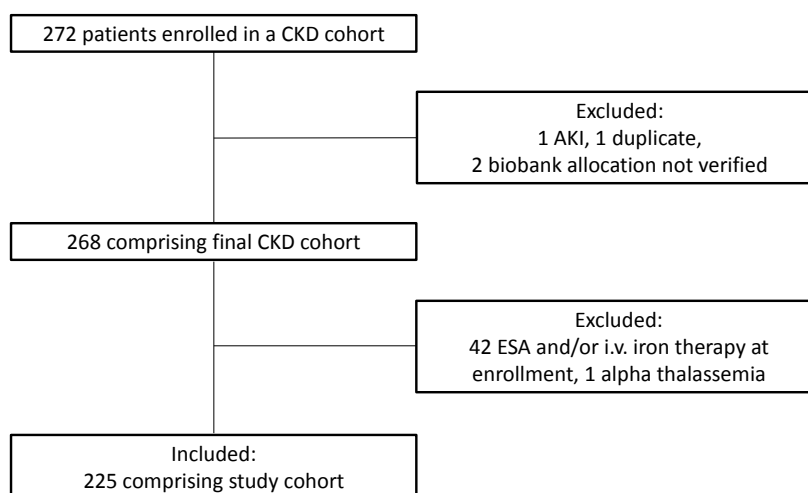 272 patients enrolled in a CKD cohort
Excluded:
1 AKI, 1 duplicate,
2 biobank allocation not verified
268 comprising final CKD cohort
Excluded:
42 ESA and/or i.v. iron therapy at
enrollment, 1 alpha thalassemia
Included:
225 comprising study cohort